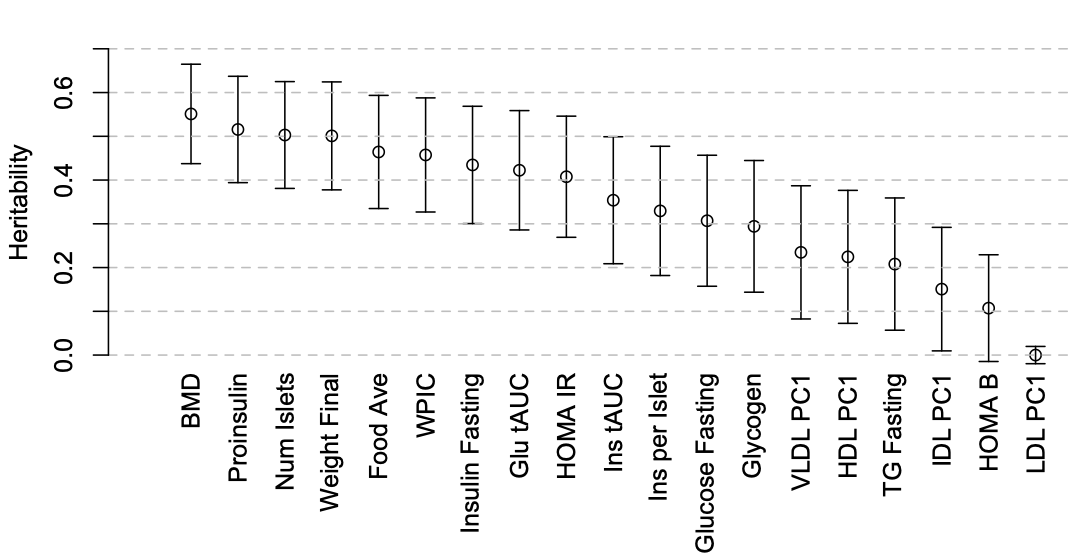 Heritability
0.6
0.4
0.2
0.0
BMD
Proinsulin
Num Islets
Weight Final
Food Ave
WPIC
Insulin Fasting
Glu tAUC
HOMA IR
Ins tAUC
Ins per Islet
Glucose Fasting
Glycogen
VLDL PC1
HDL PC1
TG Fasting
IDL PC1
HOMA B
LDL PC1